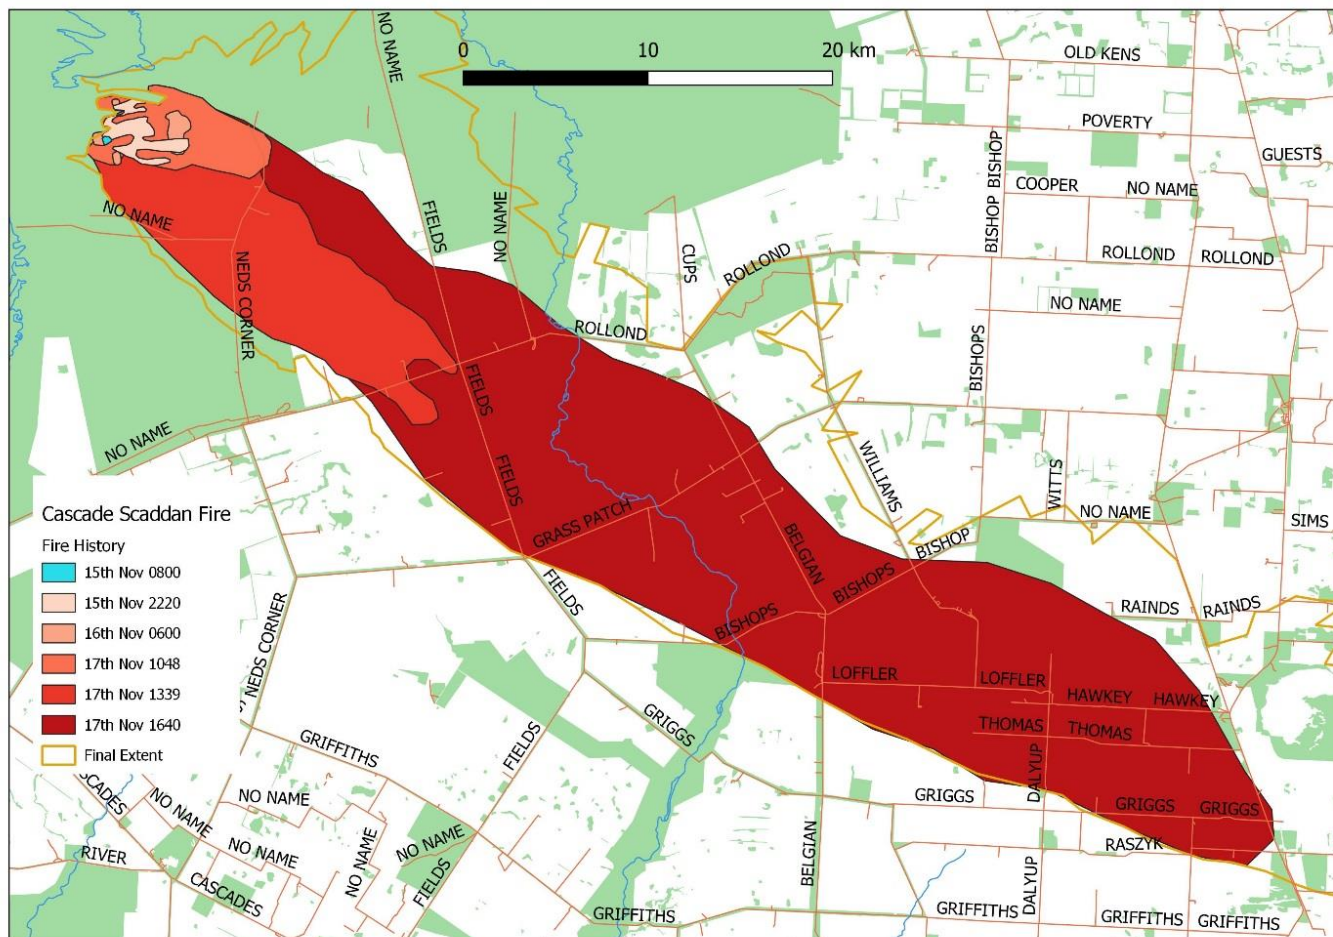 NO NAME
0 10 20 km
OLD KENS
POVERTY
GUESTS
BISHOP BISHOP
COOPER NO NAME
NO NAME
FIELDS
NO NAME
CUPS
ROLLOND
ROLLOND ROLLOND
NEDS CORNER
NO NAME
ROLLOND
BISHOPS
FIELDS
NO NAME
WILLIAMS
WITTS
FIELDS
GRASS PATCH
NO NAME
SIMS
BELGIAN
BISHOP
BISHOPS
BISHOPS
RAINDS RAINDS
FIELDS
NEDS CORNER
LOFFLER LOFFLER
HAWKEY HAWKEY
THOMAS THOMAS
GRIGGS
FIELDS
GRIFFITHS
DALYUP
GRIGGS
GRIGGS GRIGGS
RASZYK
NO NAME
NO NAME
NO NAME
NO NAME
NO NAME
RIVER
CASCADES
FIELDS
BELGIAN
DALYUP
GRIFFITHS
GRIFFITHS
GRIFFITHS GRIFFITHS
Cascade Scaddan Fire
Fire History
15th Nov 0800
15th Nov 2220
16th Nov 0600
17th Nov 1048
17th Nov 1339
17th Nov 1640
Final Extent